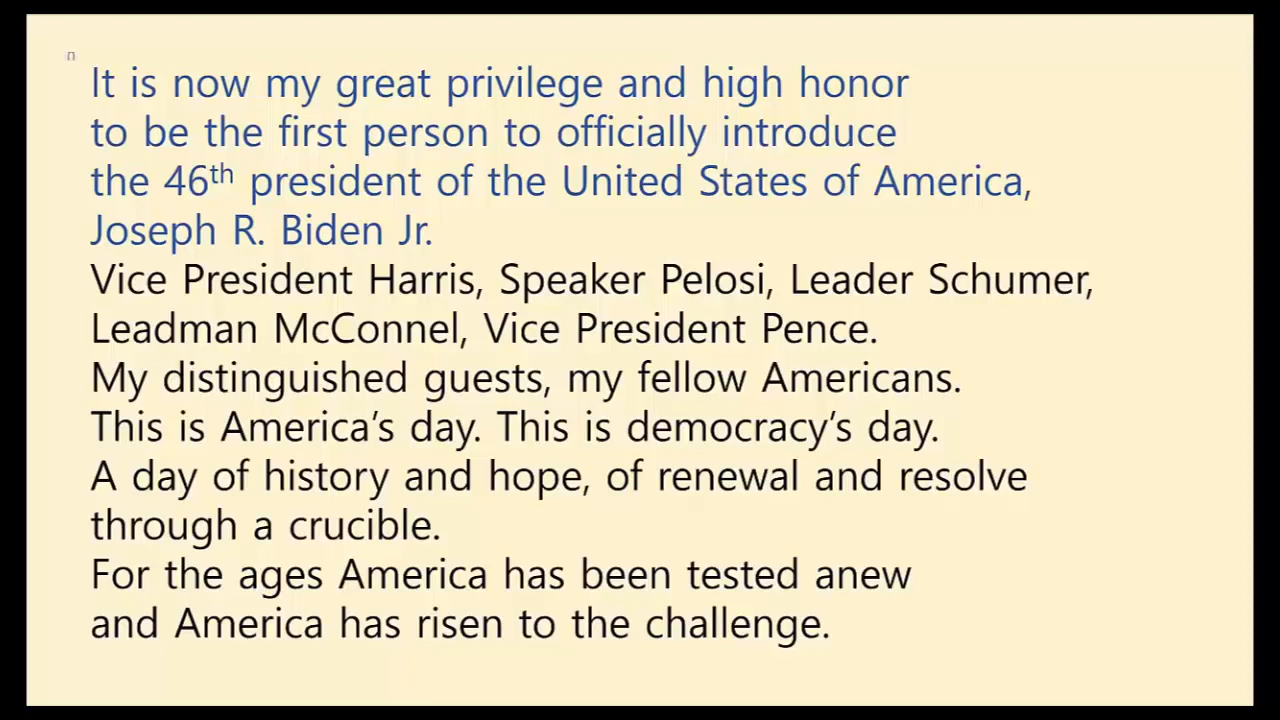 It is now my great privilege and high honor
to be the first person to officially introduce
the 46th president of the United States of America,
Joseph R. Biden Jr.
Vice President Harris, Speaker Pelosi, Leader Schumer,
Leadman McConnel, Vice President Pence.
My distinguished guests, my fellow Americans.
This is America’s day. This is democracy’s day.
A day of history and hope, of renewal and resolve
through a crucible.
For the ages America has been tested anew
and America has risen to the challenge.